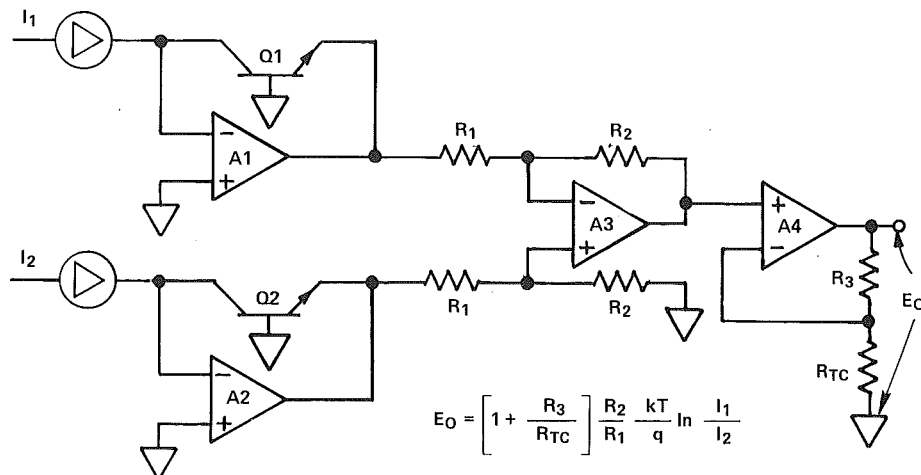 I1
Q1
A1
−
+
R1
R2
−
A3
+
+
A4
−
I2
Q2
R1
R2
R3
EO
RTC
−
A2
+
EO = [1 + R3/RTC] R2/R1 kT/q ln I1/I2